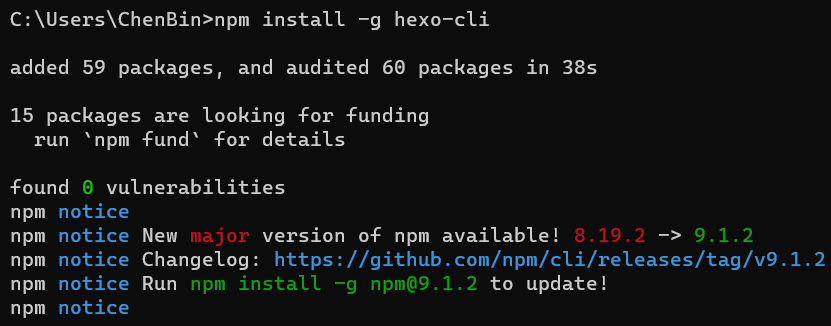 C:\Users\ChenBin>npm install -g hexo-cli
added 59 packages, and audited 60 packages in 38s
15 packages are looking for funding
  run `npm fund` for details
found 0 vulnerabilities
npm notice
npm notice New major version of npm available! 8.19.2 -> 9.1.2
npm notice Changelog: https://github.com/npm/cli/releases/tag/v9.1.2
npm notice Run npm install -g npm@9.1.2 to update!
npm notice